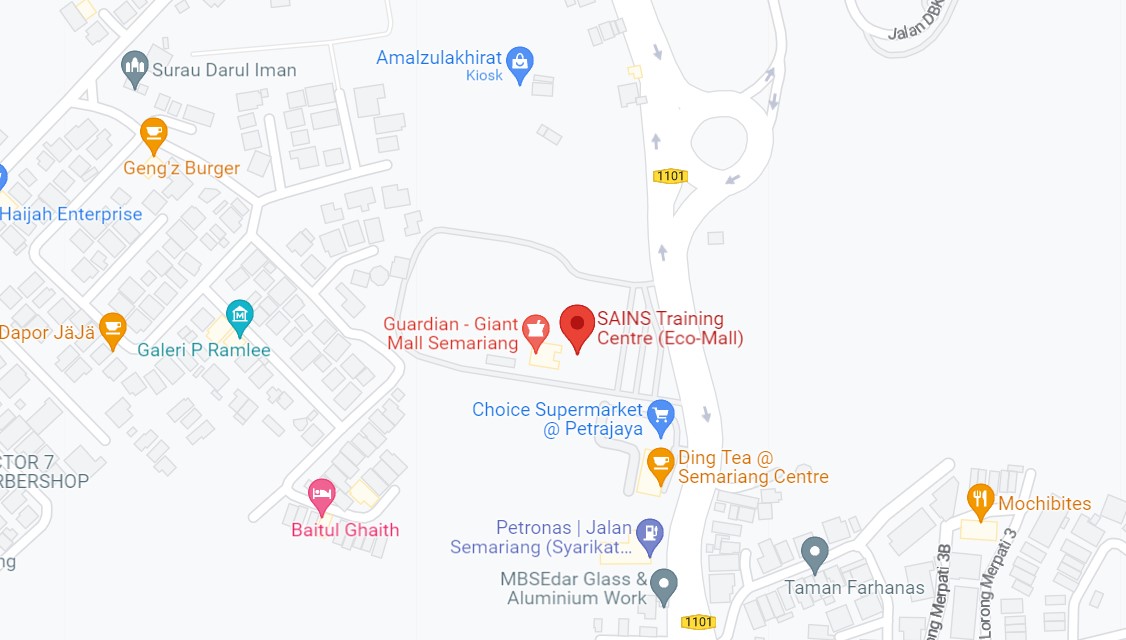 Jalan DBK
Amalzulakhirat
Kiosk
Surau Darul Iman
Geng'z Burger
1101
Haijah Enterprise
SAINS Training
Centre (Eco-Mall)
Guardian - Giant
Mall Semariang
Dapor JäJä
Galeri P Ramlee
Choice Supermarket
@ Petrajaya
Ding Tea @
Semariang Centre
CTOR 7
RBERSHOP
Mochibites
Baitul Ghaith
Petronas | Jalan
Semariang (Syarikat...
MBSEdar Glass &
Aluminium Work
Taman Farhanas
ong Merpati 3B
Lorong Merpati 3
ng
1101